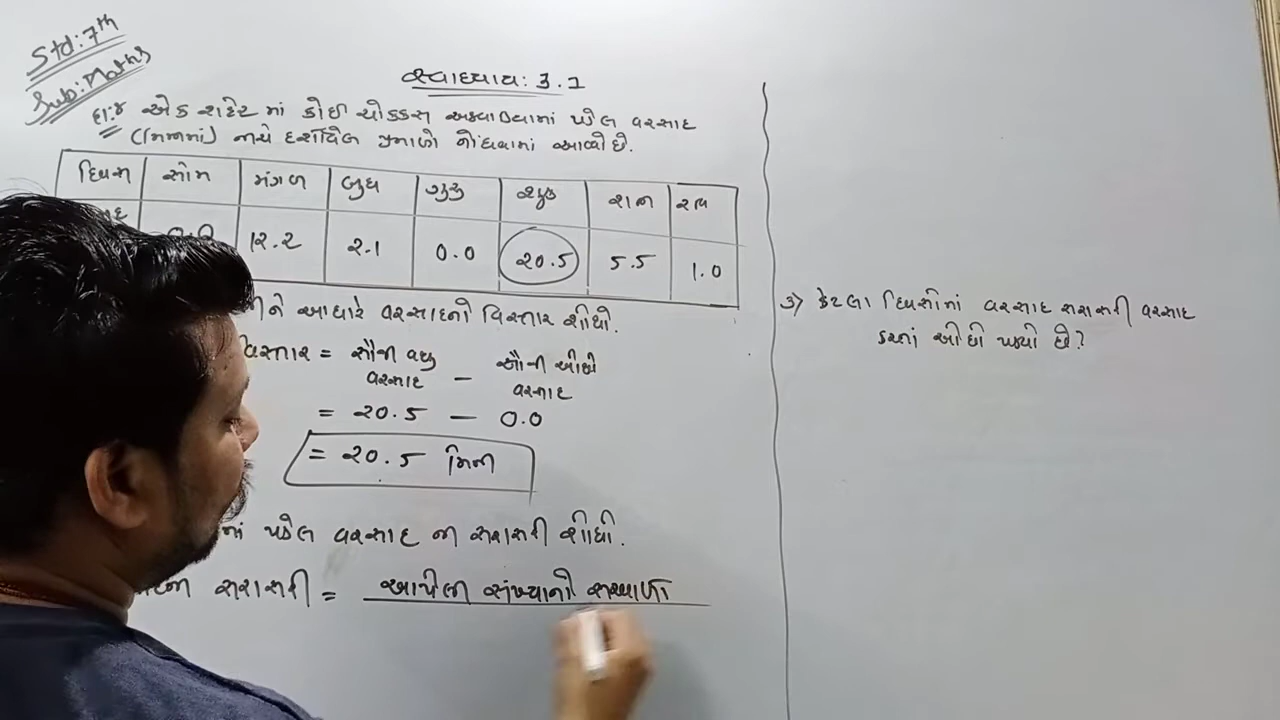 Std: 7th
Sub: Maths
સ્વાધ્યાય: 3.1
દા:૪ એક શહેર માં કોઈ ચોક્કસ અઠવાડિયામાં પડેલ વરસાદ
(મિમિમાં) નીચે દર્શાવેલ પ્રમાણે નોંધવામાં આવ્યો છે.
દિવસ સોમ મંગળ બુધ ગુરુ શુક્ર શનિ રવિ
12.2 2.1 0.0 20.5 5.5 1.0
ને આધારે વરસાદનો વિસ્તાર શોધો.
વિસ્તાર = સૌથી વધુ વરસાદ – સૌથી ઓછો વરસાદ
= 20.5 – 0.0
= 20.5 મિમી
પડેલ વરસાદ ની સરાસરી શોધો.
સરાસરી = આપેલી સંખ્યાનો સરવાળો
3) કેટલા દિવસોમાં વરસાદ સરાસરી વરસાદ
કરતાં ઓછો પડ્યો છે?